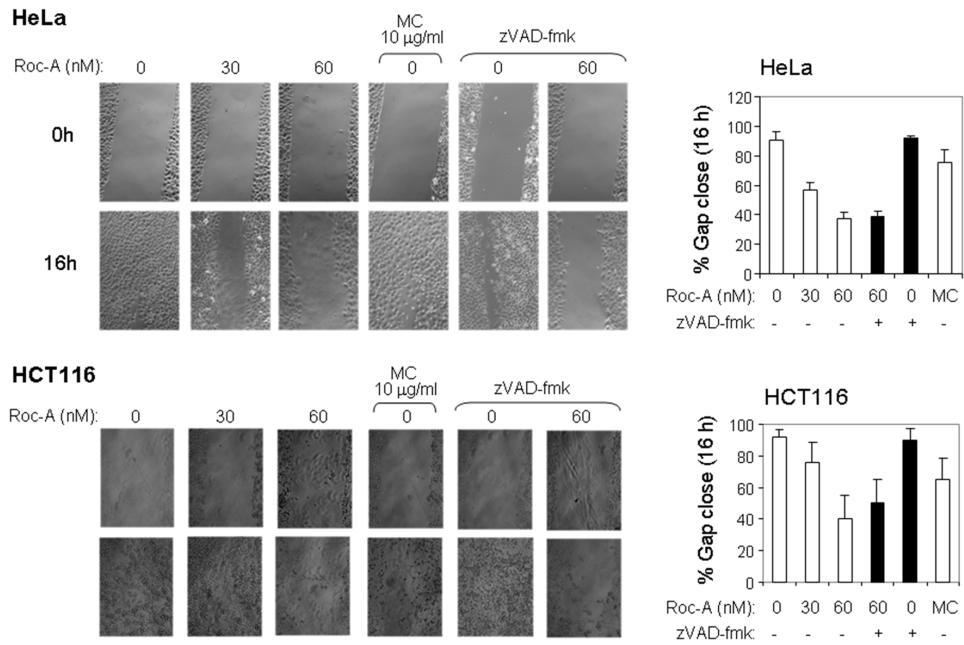 HeLa
MC
10 µg/ml
zVAD-fmk
Roc-A (nM): 0 30 60 0 0 60
0h
16h
HeLa
% Gap close (16 h)
120
100
80
60
40
20
0
Roc-A (nM): 0 30 60 60 0 MC
zVAD-fmk: - - - + + -
HCT116
MC
10 µg/ml
zVAD-fmk
Roc-A (nM): 0 30 60 0 0 60
HCT116
% Gap close (16 h)
100
80
60
40
20
0
Roc-A (nM): 0 30 60 60 0 MC
zVAD-fmk: - - - + + -